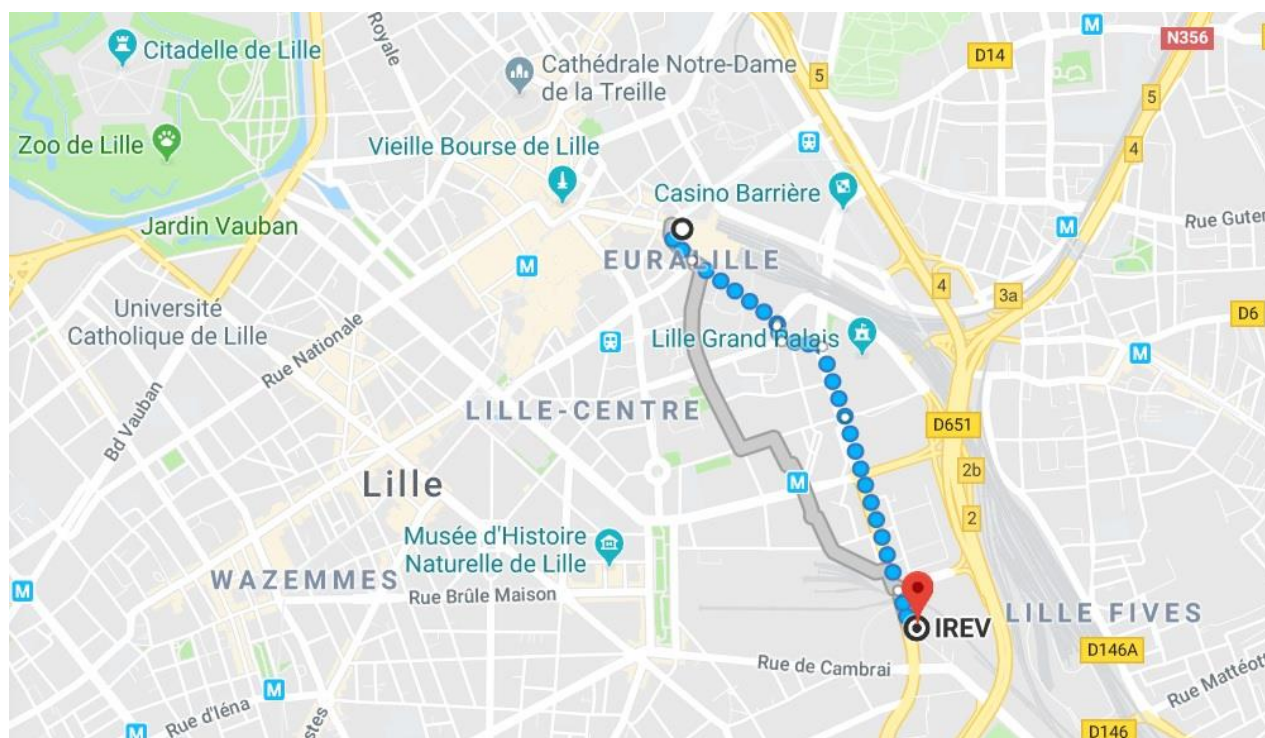 Royale
Citadelle de Lille
N356
M
D14
Cathédrale Notre-Dame
de la Treille
5
5
Zoo de Lille
Vieille Bourse de Lille
4
Casino Barrière
Jardin Vauban
M
Rue Guter
EURALILLE
M
4
3a
Université
Catholique de Lille
Rue Nationale
D6
Lille Grand Palais
M
Bd Vauban
LILLE-CENTRE
D651
2b
M
Lille
2
Musée d'Histoire
Naturelle de Lille
WAZEMMES
M
Rue Brûle Maison
LILLE FIVES
IREV
D146A
Rue de Cambrai
Rue Mattéott
M
Rue d'Iéna
stes
M
D146